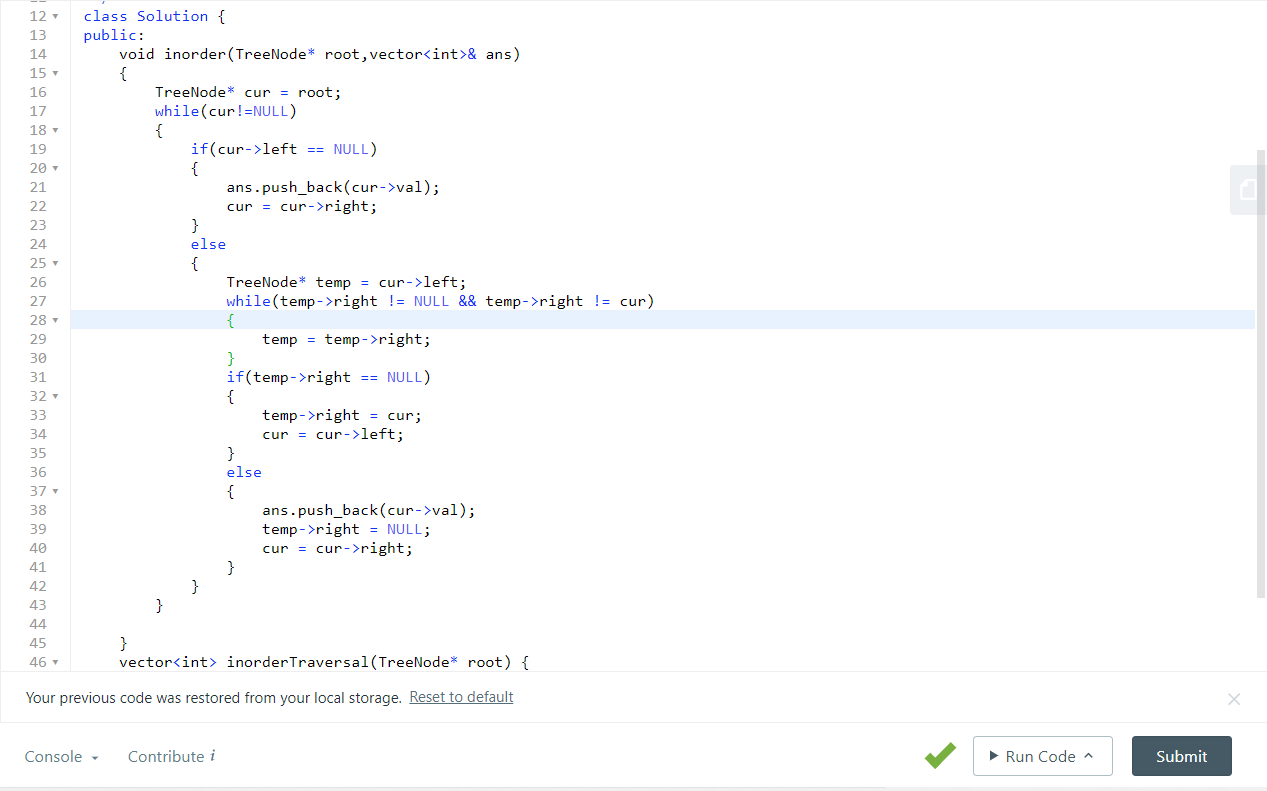 12 class Solution {
13 public:
14     void inorder(TreeNode* root,vector<int>& ans)
15     {
16         TreeNode* cur = root;
17         while(cur!=NULL)
18         {
19             if(cur->left == NULL)
20             {
21                 ans.push_back(cur->val);
22                 cur = cur->right;
23             }
24             else
25             {
26                 TreeNode* temp = cur->left;
27                 while(temp->right != NULL && temp->right != cur)
28                 {
29                     temp = temp->right;
30                 }
31                 if(temp->right == NULL)
32                 {
33                     temp->right = cur;
34                     cur = cur->left;
35                 }
36                 else
37                 {
38                     ans.push_back(cur->val);
39                     temp->right = NULL;
40                     cur = cur->right;
41                 }
42             }
43         }
44
45     }
46     vector<int> inorderTraversal(TreeNode* root) {
Your previous code was restored from your local storage. Reset to default
Console Contribute i Run Code Submit